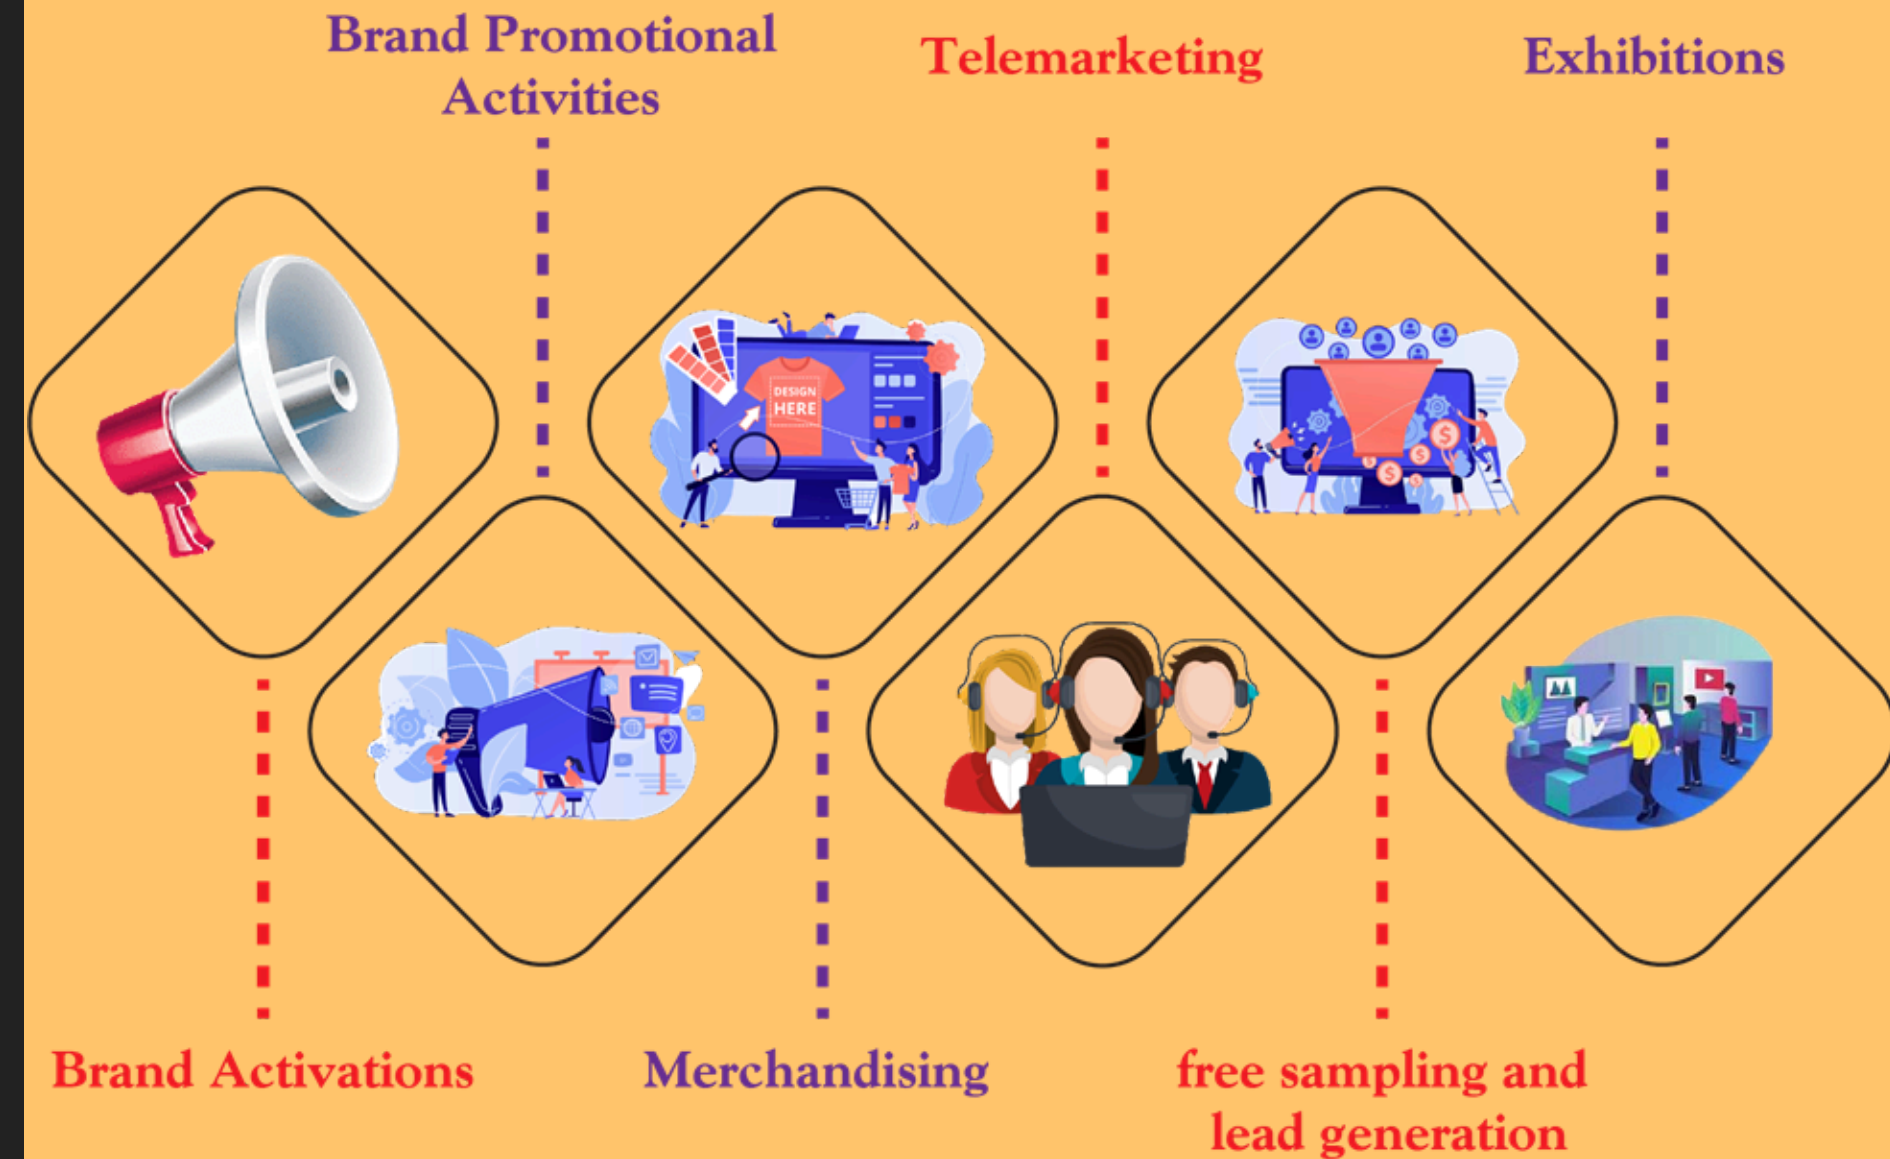 Brand Promotional
Activities
Telemarketing
Exhibitions
DESIGN
HERE
Brand Activations
Merchandising
free sampling and
lead generation